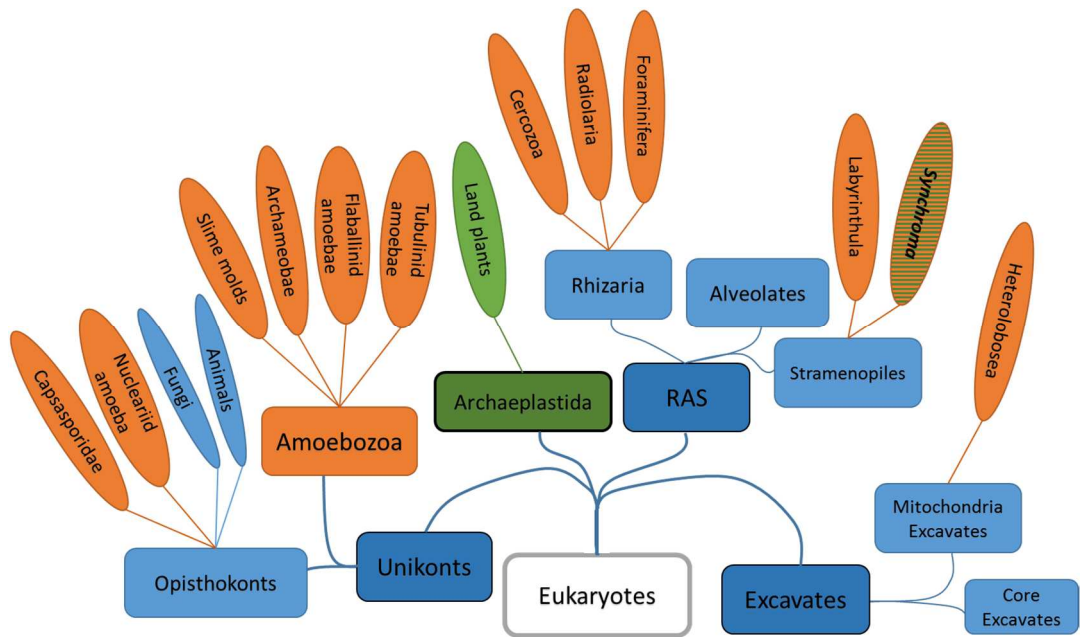 Cercozoa
Radiolaria
Foraminifera
Labyrinthula
Synchroma
Slime molds
Archameobae
Flaballinid
amoebae
Tubulinid
amoebae
Land plants
Rhizaria
Alveolates
Stramenopiles
Heterolobosea
Capsasporidae
Nucleariid
amoeba
Fungi
Animals
Amoebozoa
Archaeplastida
RAS
Mitochondria
Excavates
Opisthokonts
Unikonts
Eukaryotes
Excavates
Core
Excavates